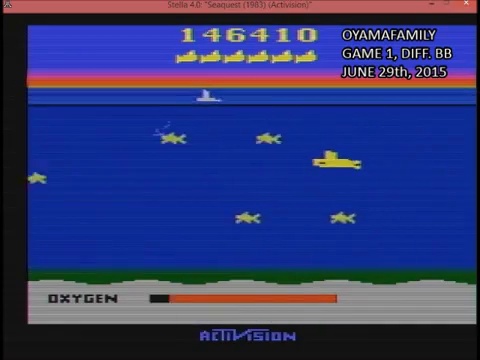 Stella 4.0: "Seaquest (1983) (Activision)"
146410
OYAMAFAMILY
GAME 1, DIFF. BB
JUNE 29th, 2015
OXYGEN
ACTIVISION